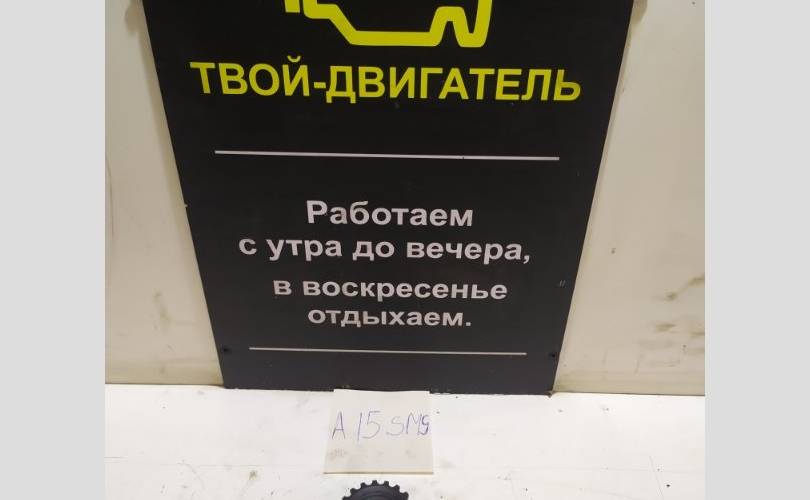 ТВОЙ-ДВИГАТЕЛЬ
Работаем
с утра до вечера,
в воскресенье
отдыхаем.
A15SMS